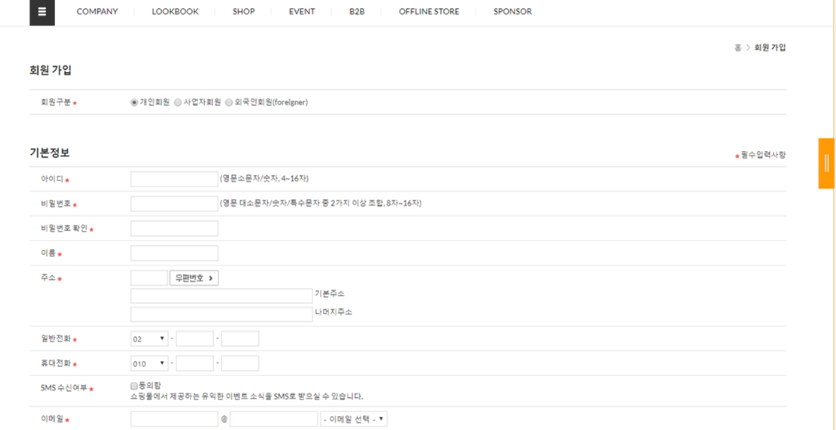 COMPANY LOOKBOOK SHOP EVENT B2B OFFLINE STORE SPONSOR
홈 > 회원 가입
회원 가입
회원구분 * 개인회원 사업자회원 외국인회원(foreigner)
기본정보
* 필수입력사항
아이디 * (영문소문자/숫자, 4~16자)
비밀번호 * (영문 대소문자/숫자/특수문자 중 2가지 이상 조합, 8자~16자)
비밀번호 확인 *
이름 *
주소 * 우편번호 >
기본주소
나머지주소
일반전화 * 02 - -
휴대전화 * 010 - -
SMS 수신여부 * 동의함
쇼핑몰에서 제공하는 유익한 이벤트 소식을 SMS로 받으실 수 있습니다.
이메일 * @ - 이메일 선택 -